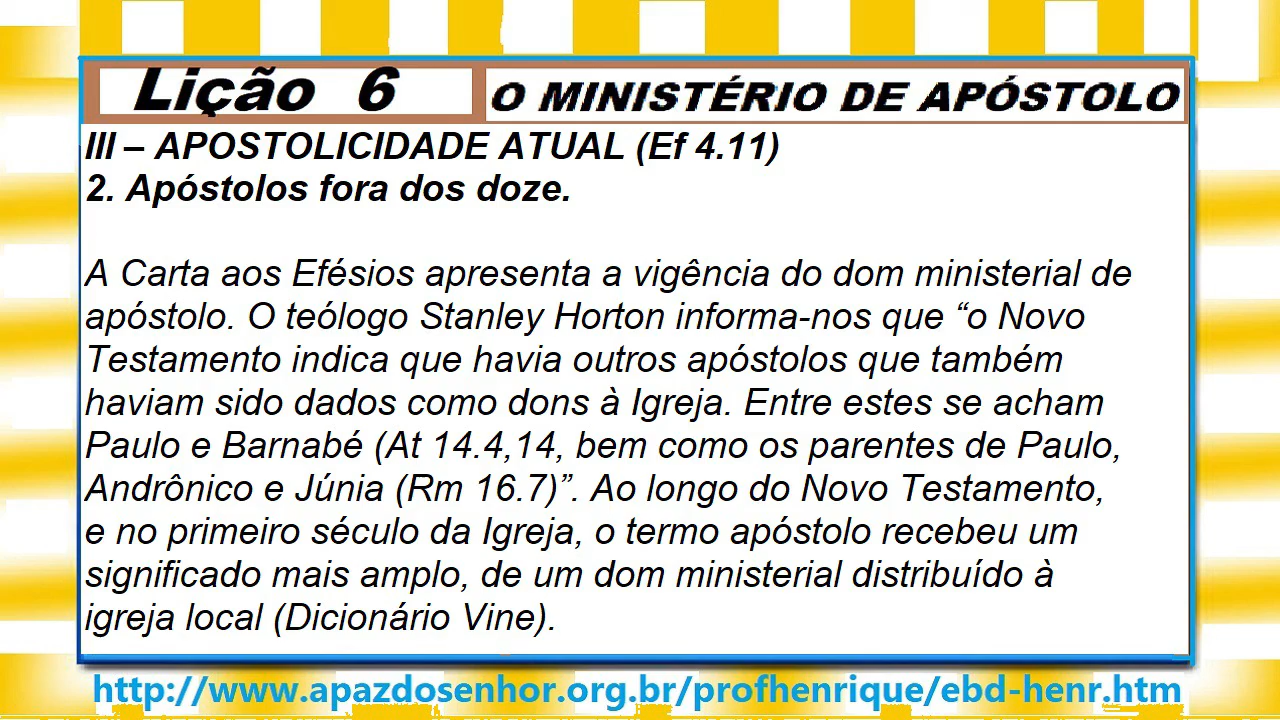 Lição 6
O MINISTÉRIO DE APÓSTOLO
III – APOSTOLICIDADE ATUAL (Ef 4.11)
2. Apóstolos fora dos doze.
A Carta aos Efésios apresenta a vigência do dom ministerial de
apóstolo. O teólogo Stanley Horton informa-nos que “o Novo
Testamento indica que havia outros apóstolos que também
haviam sido dados como dons à Igreja. Entre estes se acham
Paulo e Barnabé (At 14.4,14, bem como os parentes de Paulo,
Andrônico e Júnia (Rm 16.7)”. Ao longo do Novo Testamento,
e no primeiro século da Igreja, o termo apóstolo recebeu um
significado mais amplo, de um dom ministerial distribuído à
igreja local (Dicionário Vine).
http://www.apazdosenhor.org.br/profhenrique/ebd-henr.htm